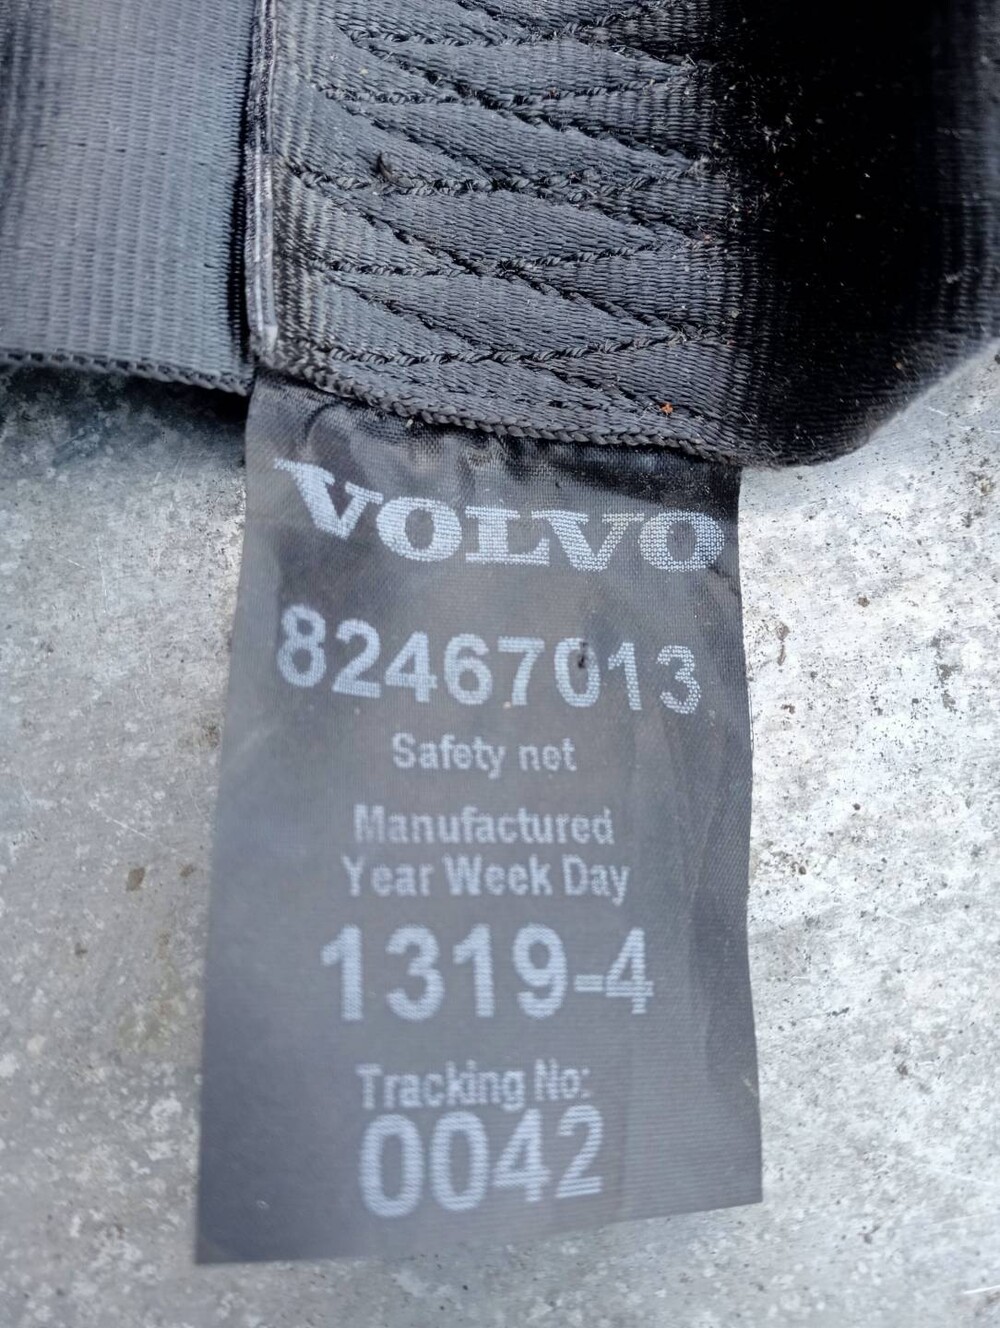 VOLVO
82467013
Safety net
Manufactured
Year Week Day
1319-4
Tracking No:
0042